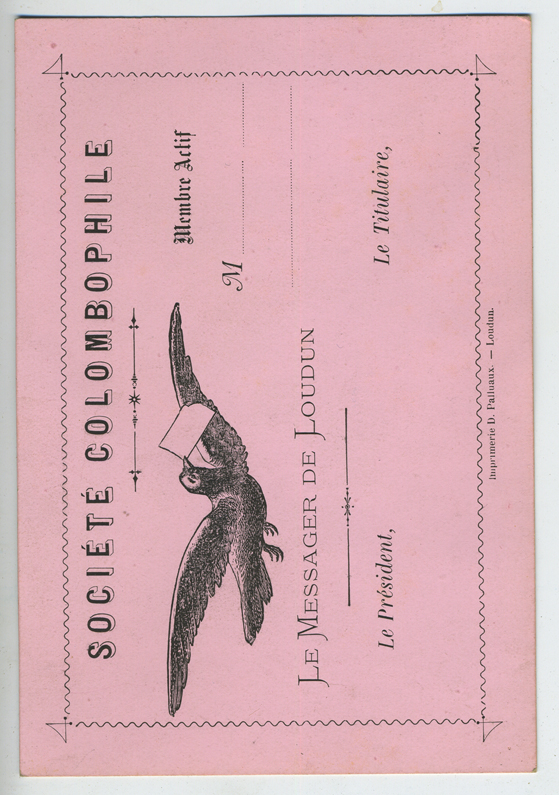 SOCIÉTÉ COLOMBOPHILE
Membre Actif
M
LE MESSAGER DE LOUDUN
Le Président,
Le Titulaire,
Imprimerie D. Palluaux. — Loudun.